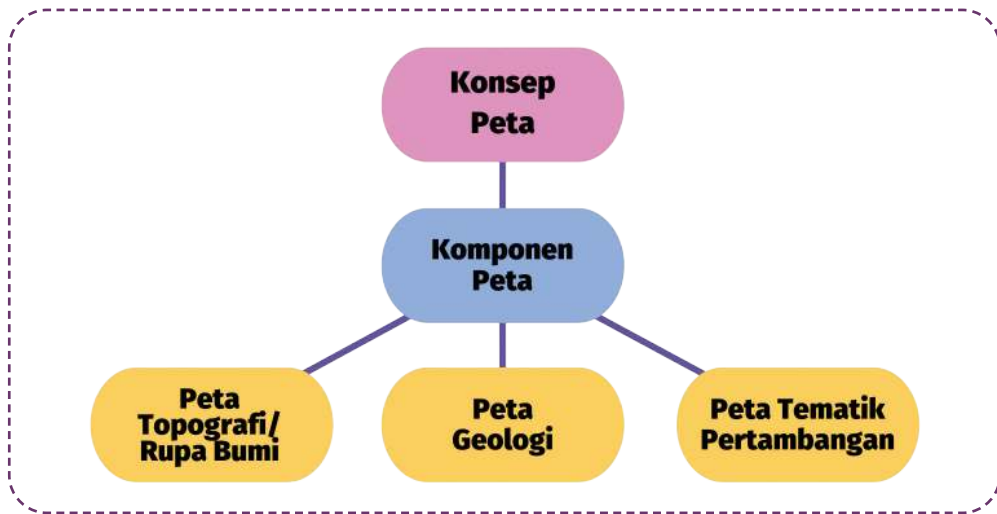 Konsep
Peta
Komponen
Peta
Peta
Topografi/
Rupa Bumi
Peta
Geologi
Peta Tematik
Pertambangan